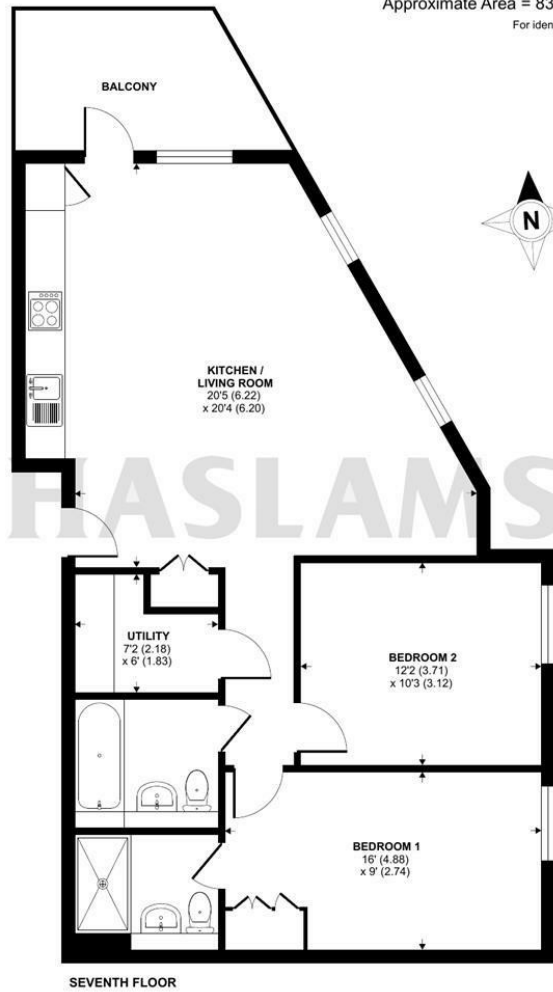 Approximate Area = 83
For iden
BALCONY
N
KITCHEN /
LIVING ROOM
20'5 (6.22)
x 20'4 (6.20)
HASLAMS
UTILITY
7'2 (2.18)
x 6' (1.83)
BEDROOM 2
12'2 (3.71)
x 10'3 (3.12)
BEDROOM 1
16' (4.88)
x 9' (2.74)
SEVENTH FLOOR